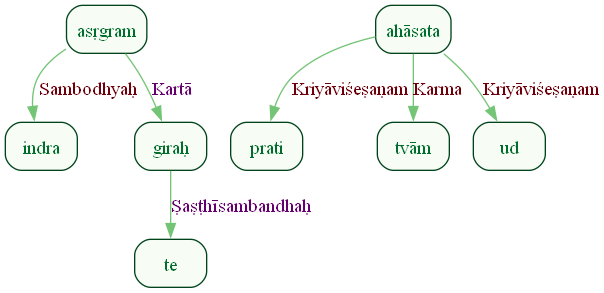 asṛgram ahāsata
Sambodhyaḥ Kartā Kriyāviśeṣaṇam Karma Kriyāviśeṣaṇam
indra giraḥ prati tvām ud
Ṣaṣṭhīsambandhaḥ
te